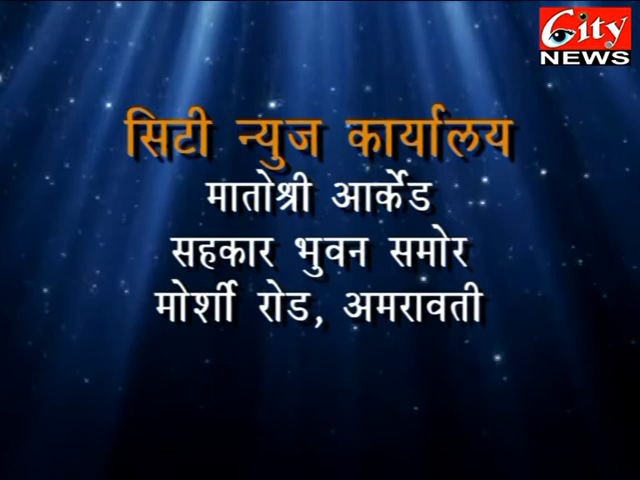 City
NEWS
सिटी न्युज कार्यालय
मातोश्री आर्केड
सहकार भुवन समोर
मोर्शी रोड, अमरावती